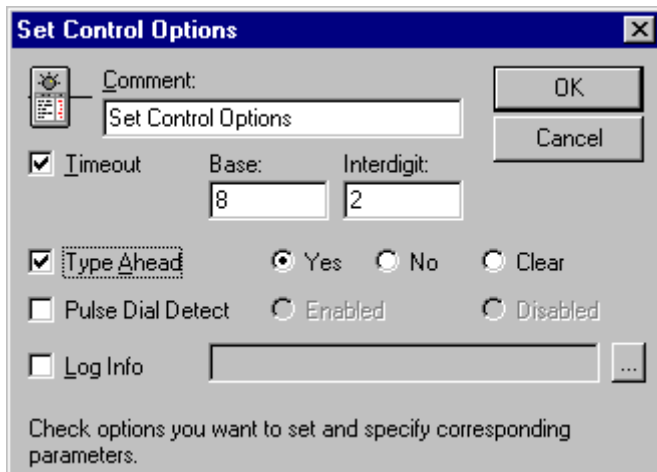 Set Control Options
Comment:
OK
Set Control Options
Cancel
Timeout Base: Interdigit:
8 2
Type Ahead Yes No Clear
Pulse Dial Detect Enabled Disabled
Log Info ...
Check options you want to set and specify corresponding
parameters.